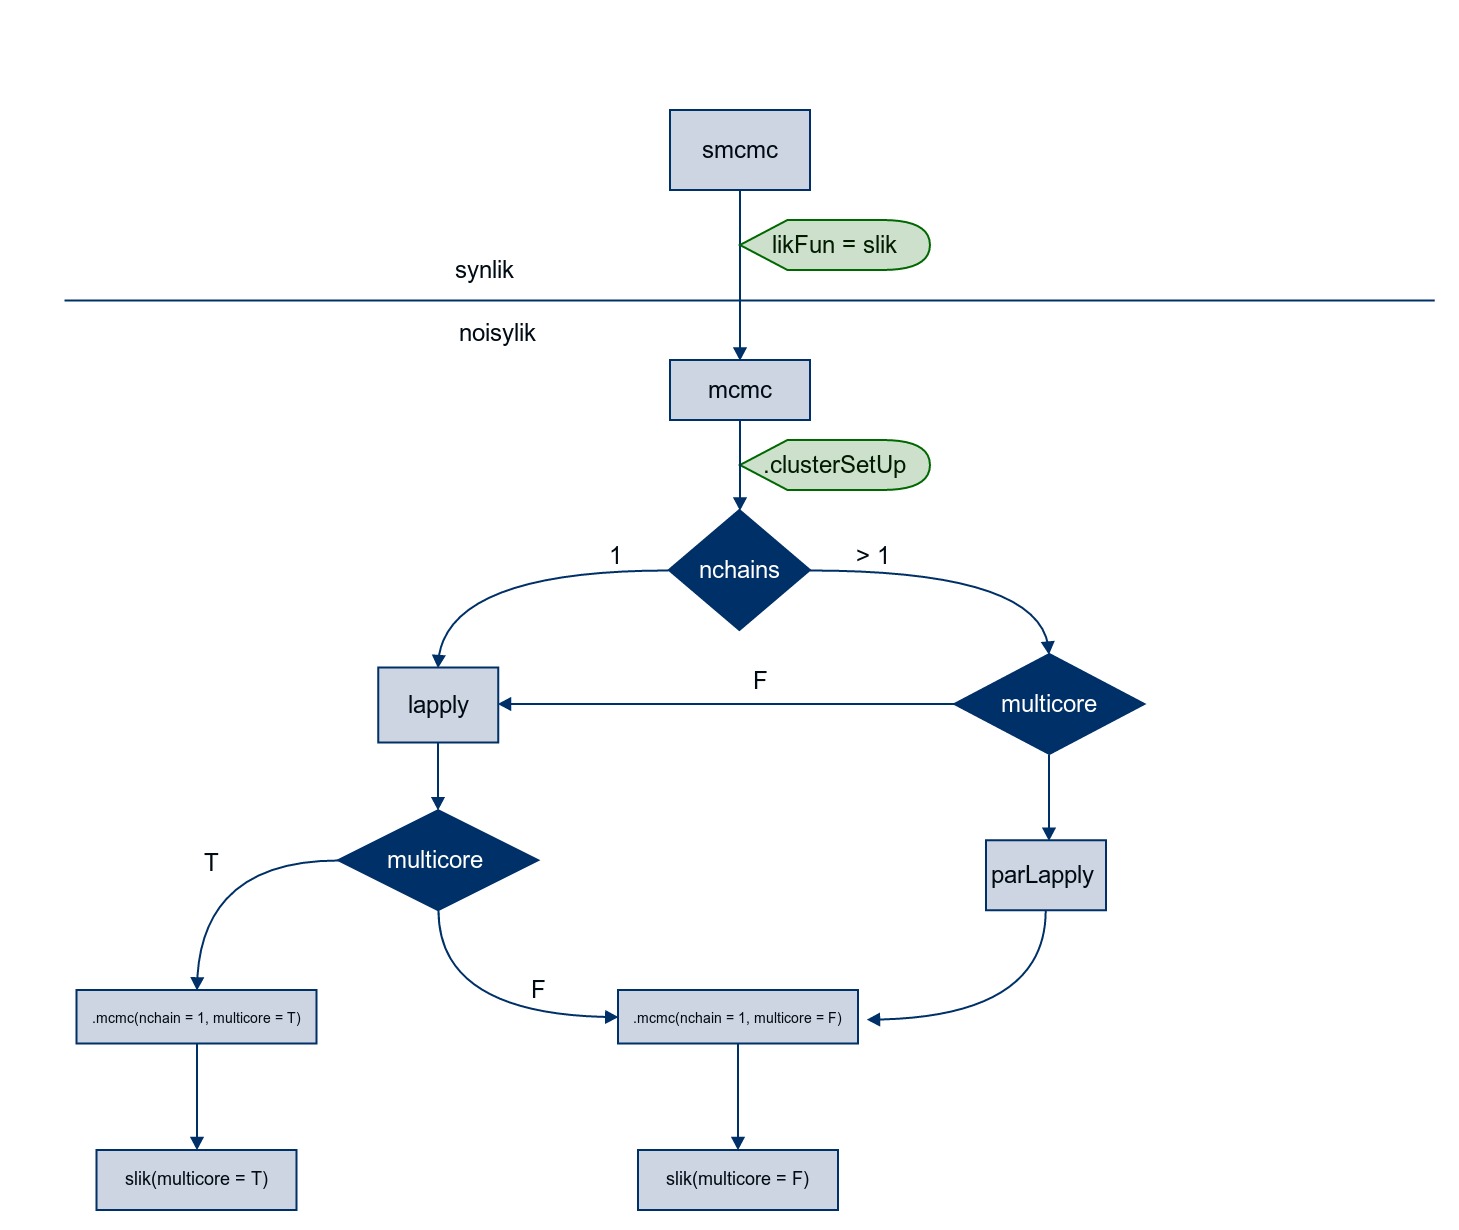 smcmc
likFun = slik
synlik
noisylik
mcmc
.clusterSetUp
1
> 1
nchains
F
lapply
multicore
T
multicore
parLapply
F
.mcmc(nchain = 1, multicore = T)
.mcmc(nchain = 1, multicore = F)
slik(multicore = T)
slik(multicore = F)